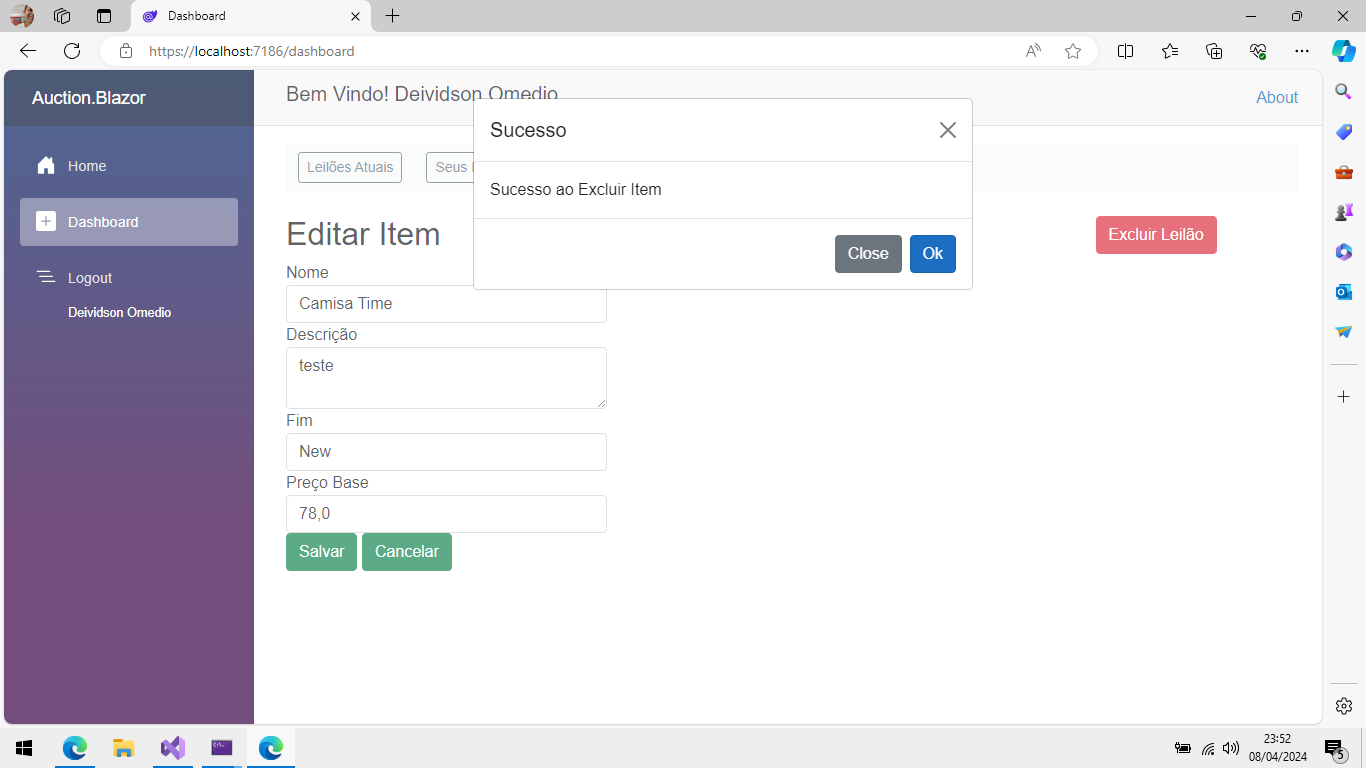 Dashboard
https://localhost:7186/dashboard
Auction.Blazor
Home
Dashboard
Logout
Deividson Omedio
Bem Vindo! Deividson Omedio
About
Leilões Atuais
Seus
Sucesso
Sucesso ao Excluir Item
Close
Ok
Editar Item
Excluir Leilão
Nome
Camisa Time
Descrição
teste
Fim
New
Preço Base
78,0
Salvar
Cancelar
23:52
08/04/2024
5